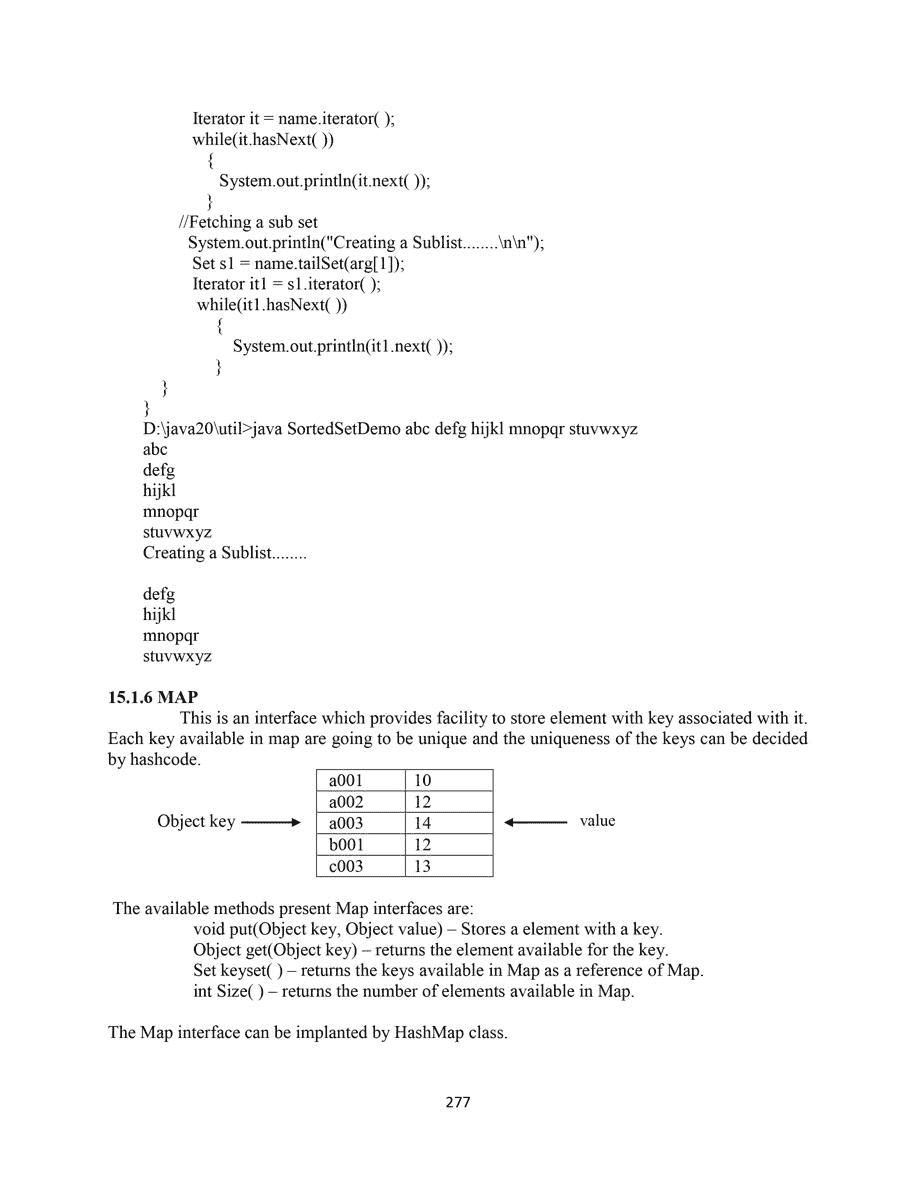 Iterator it = name.iterator( );
while(it.hasNext( ))
{
System.out.println(it.next( ));
}
//Fetching a sub set
System.out.println("Creating a Sublist........\n\n");
Set s1 = name.tailSet(arg[1]);
Iterator it1 = s1.iterator( );
while(it1.hasNext( ))
{
System.out.println(it1.next( ));
}
}
}
D:\java20\util>java SortedSetDemo abc defg hijkl mnopqr stuvwxyz
abc
defg
hijkl
mnopqr
stuvwxyz
Creating a Sublist........
defg
hijkl
mnopqr
stuvwxyz
15.1.6 MAP
This is an interface which provides facility to store element with key associated with it.
Each key available in map are going to be unique and the uniqueness of the keys can be decided
by hashcode.
a001 10
a002 12
Object key a003 14 value
b001 12
c003 13
The available methods present Map interfaces are:
void put(Object key, Object value) – Stores a element with a key.
Object get(Object key) – returns the element available for the key.
Set keyset( ) – returns the keys available in Map as a reference of Map.
int Size( ) – returns the number of elements available in Map.
The Map interface can be implanted by HashMap class.
277